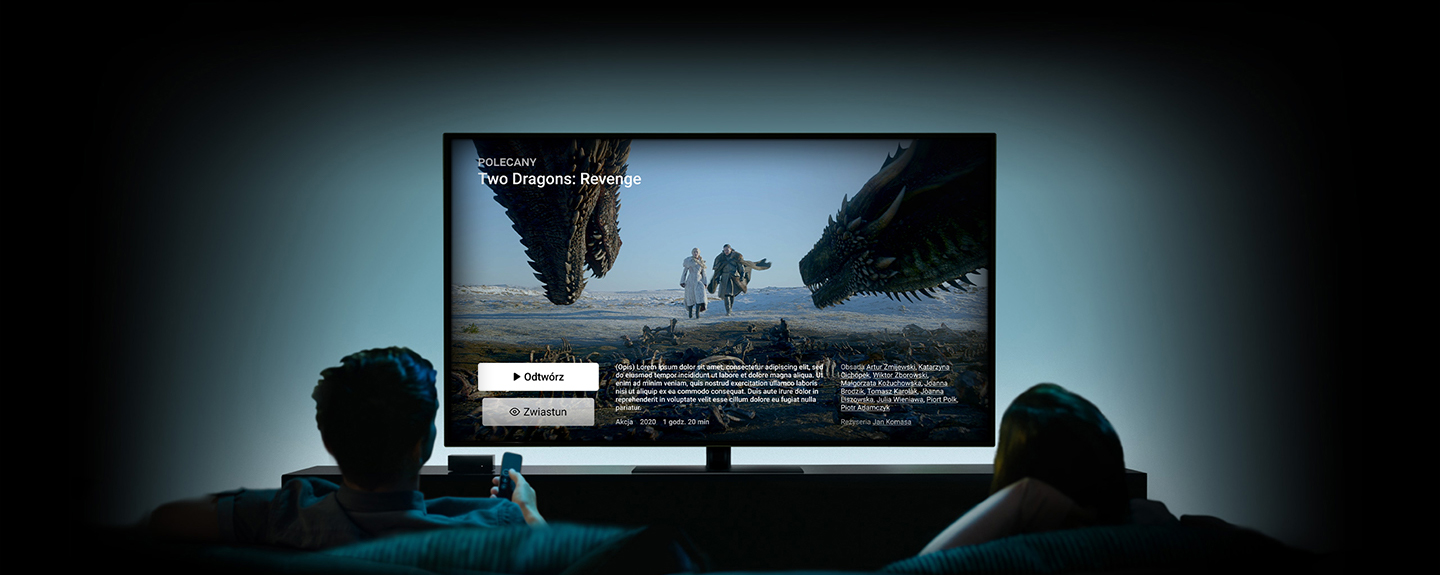 POLECANY
Two Dragons: Revenge
Odtwórz
Zwiastun
(Opis) Lorem ipsum dolor sit amet, consectetur adipiscing elit, sed
do eiusmod tempor incididunt ut labore et dolore magna aliqua. Ut
enim ad minim veniam, quis nostrud exercitation ullamco laboris
nisi ut aliquip ex ea commodo consequat. Duis aute irure dolor in
reprehenderit in voluptate velit esse cillum dolore eu fugiat nulla
pariatur.
Akcja 2020 1 godz. 20 min
Obsada Artur Żmijewski, Katarzyna
Cichópek, Wiktor Zborowski,
Małgorzata Kożuchowska, Joanna
Brodzik, Tomasz Karolak, Joanna
Liszowska, Julia Wieniawa, Piort Polk,
Piotr Adamczyk
Reżyseria Jan Komasa